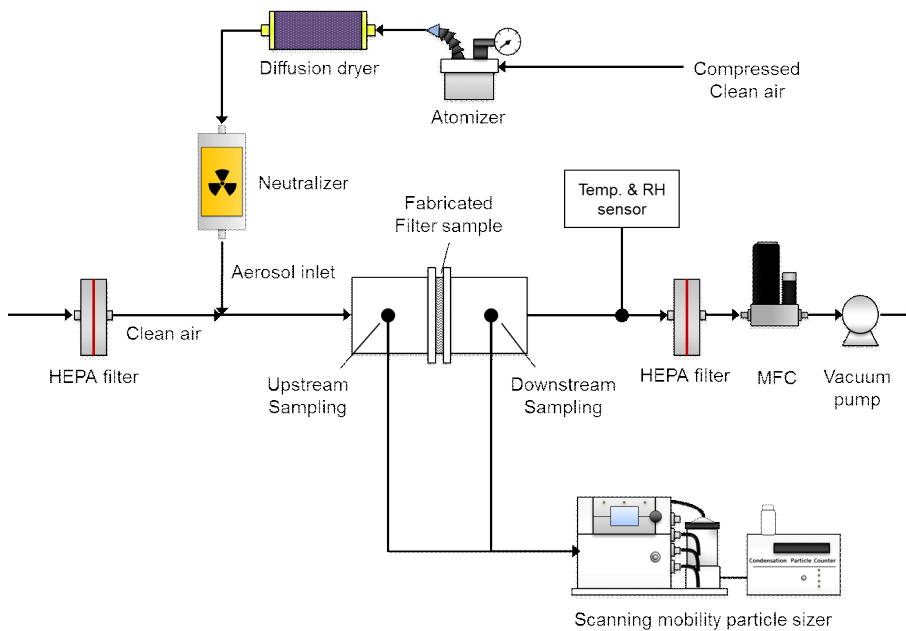 Diffusion dryer
Atomizer
Compressed
Clean air
Neutralizer
Fabricated
Filter sample
Temp. & RH
sensor
Aerosol inlet
Clean air
HEPA filter
Upstream
Sampling
Downstream
Sampling
HEPA filter
MFC
Vacuum
pump
Condensation Particle Counter
Scanning mobility particle sizer